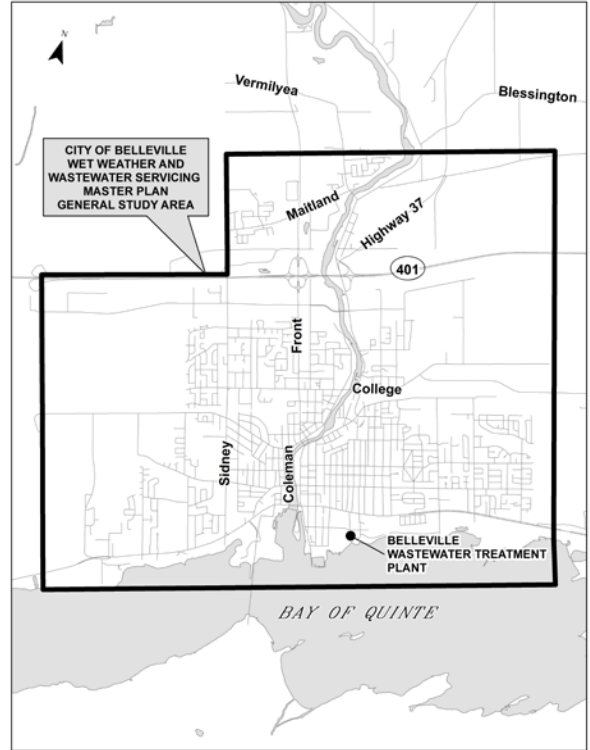 N
Vermilyea
Blessington
CITY OF BELLEVILLE
WET WEATHER AND
WASTEWATER SERVICING
MASTER PLAN
GENERAL STUDY AREA
Maitland
Highway 37
401
Front
College
Sidney
Coleman
BELLEVILLE
WASTEWATER TREATMENT
PLANT
BAY OF QUINTE